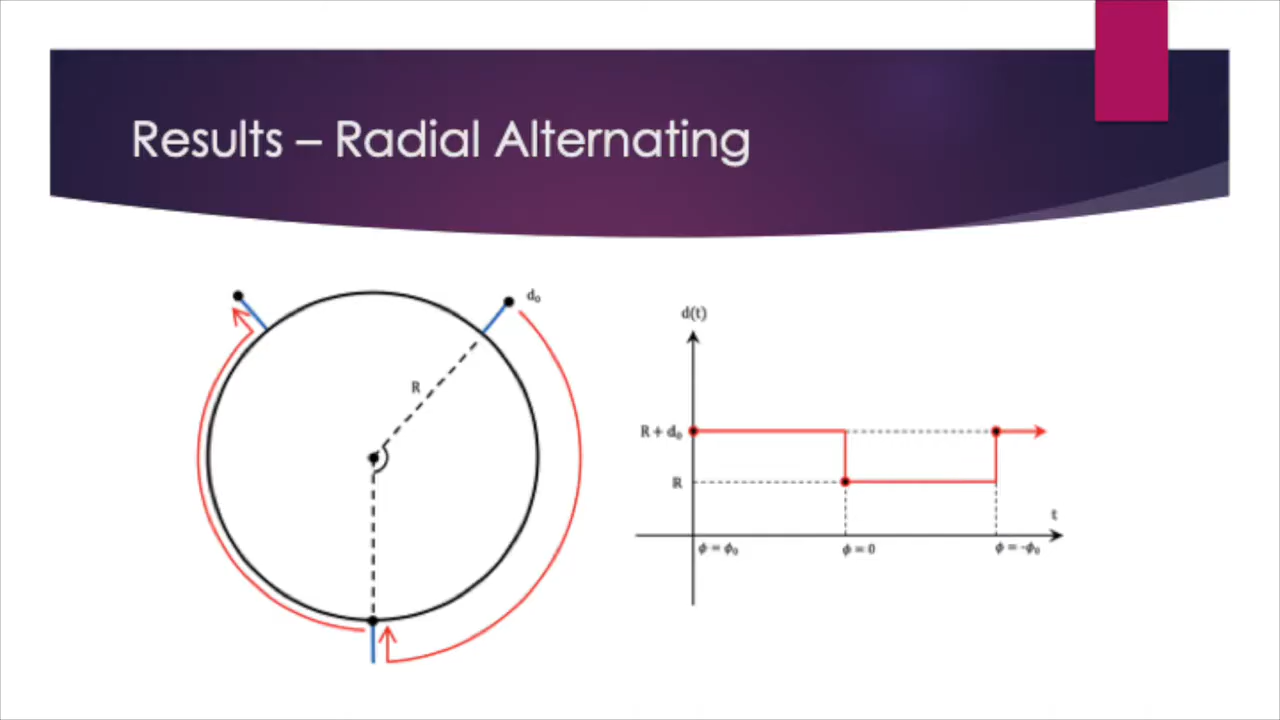 Results – Radial Alternating
d₀
R
d(t)
R + d₀
R
t
ϕ = ϕ₀
ϕ = 0
ϕ = -ϕ₀